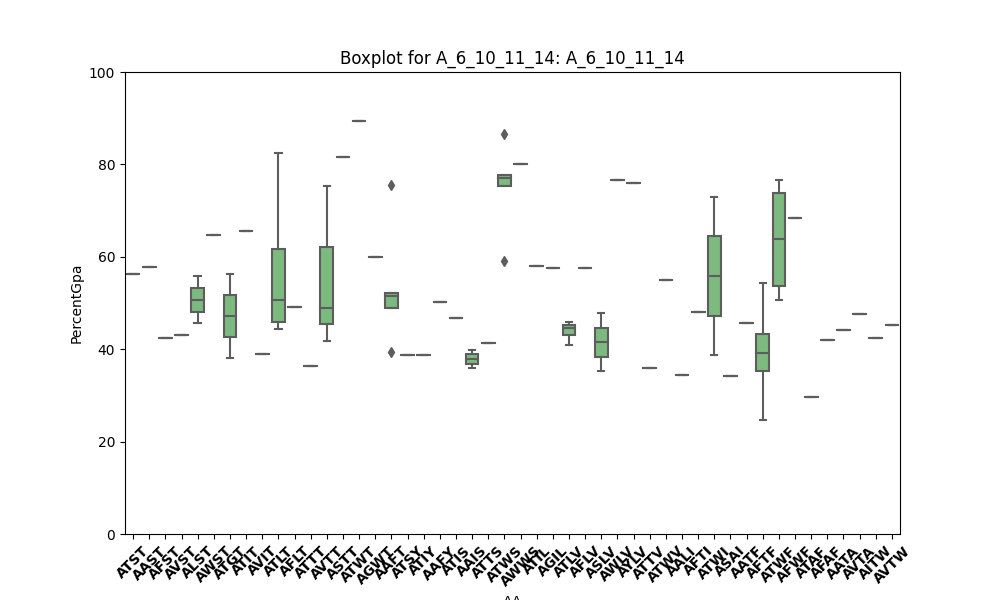 Boxplot for A_6_10_11_14: A_6_10_11_14
PercentGpa
100
80
60
40
20
0
ATST
AAST
AFST
AVST
ALST
AWST
ATGT
ATIT
AVIT
ATLT
AFLT
ATTT
AVTT
ASTT
ATWT
AGWT
AAFT
ATSY
ATIY
AAFY
ATIS
AAIS
ATTS
ATWS
AWWS
ATIL
AGIL
ATLV
AFLV
ASLV
AWLV
AYLV
ATTV
ATWV
AALI
AFTI
ATWI
ASAI
AATF
AFTF
ATWF
AFWF
ATAF
AFAF
AATA
AVTA
AITW
AVTW